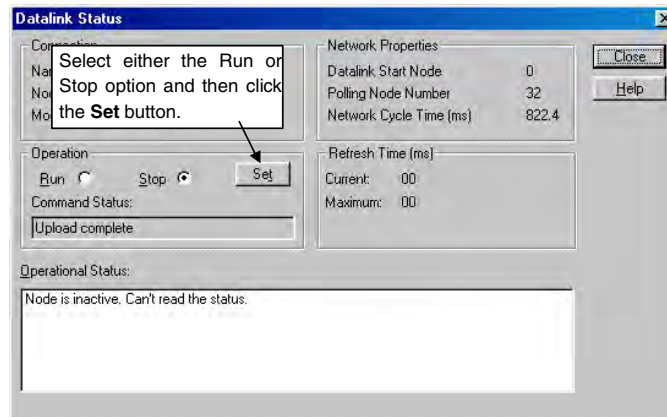 Datalink Status
Select either the Run or
Stop option and then click
the Set button.
Network Properties
Datalink Start Node 0
Polling Node Number 32
Network Cycle Time (ms) 822.4
Close
Help
Operation
Run Stop Set
Command Status:
Upload complete
Refresh Time (ms)
Current: 00
Maximum: 00
Operational Status:
Node is inactive. Can't read the status.